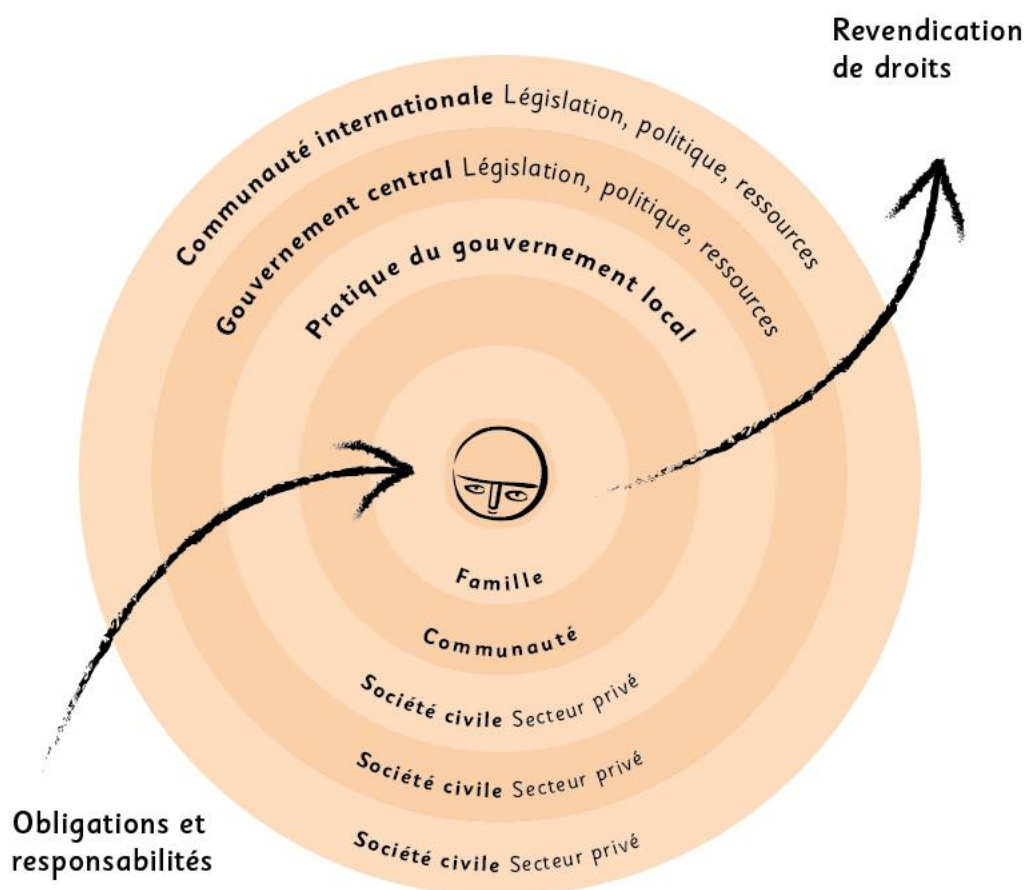 Revendication
de droits
Communauté internationale Législation, politique, ressources
Gouvernement central Législation, politique, ressources
Pratique du gouvernement local
Famille
Communauté
Société civile Secteur privé
Société civile Secteur privé
Société civile Secteur privé
Obligations et
responsabilités